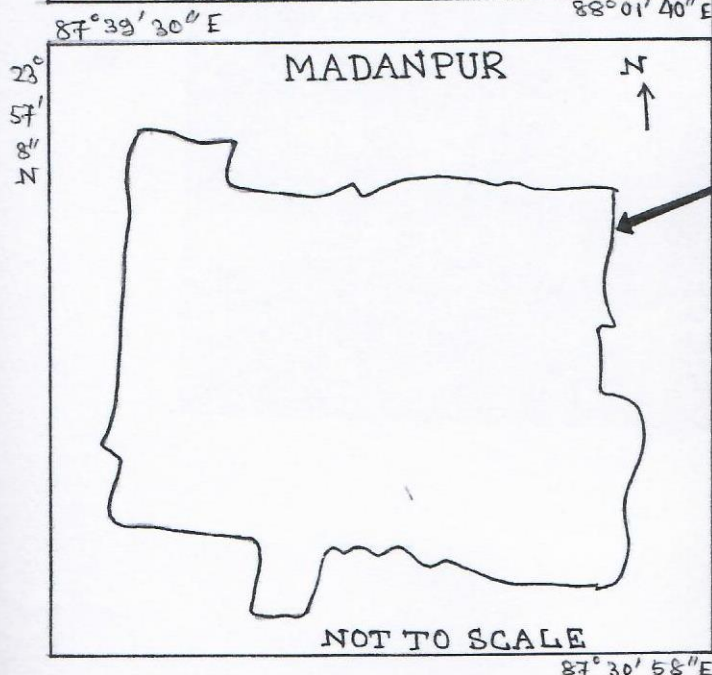 87°39'30"E
88°01'40"E
23°
57'
8"
N
MADANPUR
N
NOT TO SCALE
87°30'58"E